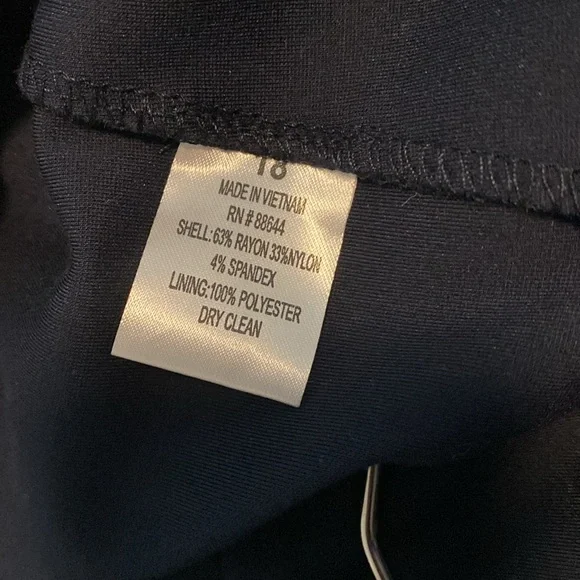 18
MADE IN VIETNAM
RN # 88644
SHELL:63% RAYON 33%NYLON
4% SPANDEX
LINING:100% POLYESTER
DRY CLEAN